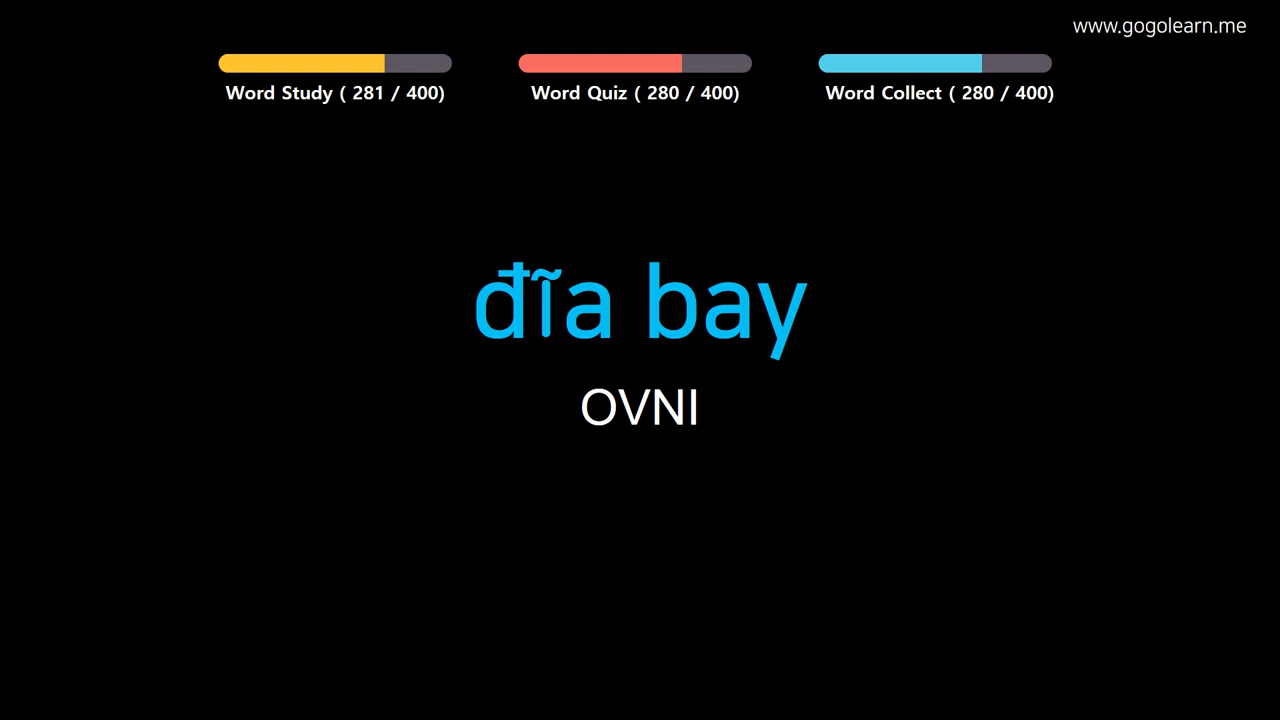 www.gogolearn.me
Word Study ( 281 / 400)
Word Quiz ( 280 / 400)
Word Collect ( 280 / 400)
đĩa bay
OVNI